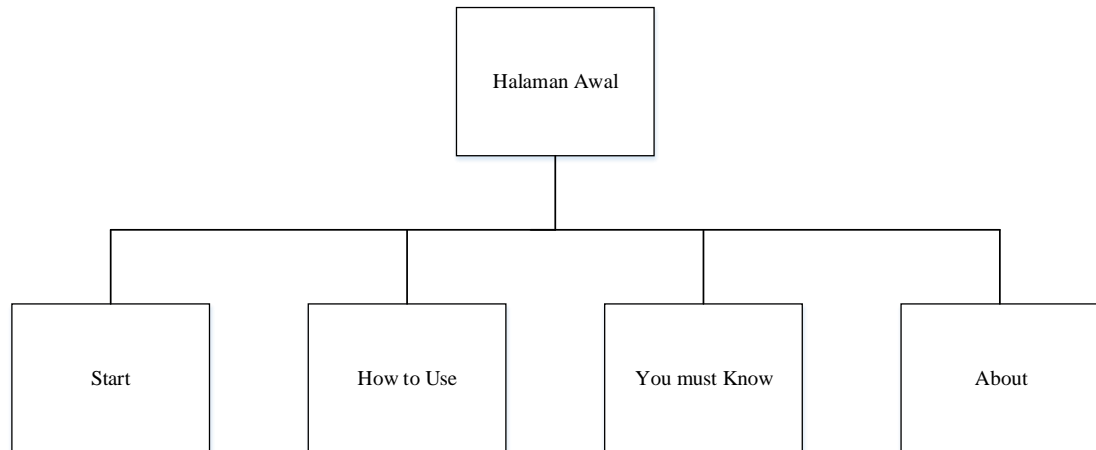 Halaman Awal
Start
How to Use
You must Know
About